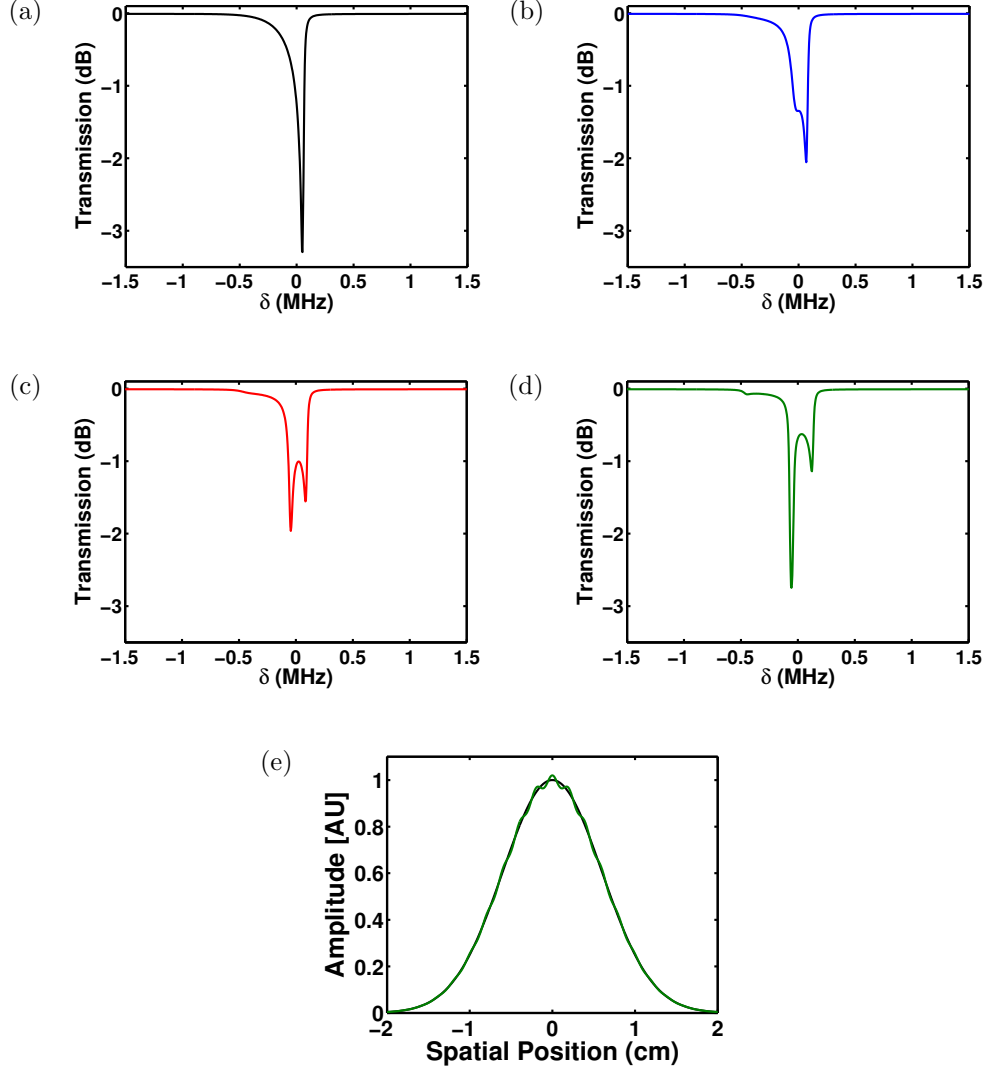 (a)
Transmission (dB)
0
−1
−2
−3
−1.5 −1 −0.5 0 0.5 1 1.5
δ (MHz)
(b)
Transmission (dB)
0
−1
−2
−3
−1.5 −1 −0.5 0 0.5 1 1.5
δ (MHz)
(c)
Transmission (dB)
0
−1
−2
−3
−1.5 −1 −0.5 0 0.5 1 1.5
δ (MHz)
(d)
Transmission (dB)
0
−1
−2
−3
−1.5 −1 −0.5 0 0.5 1 1.5
δ (MHz)
(e)
Amplitude [AU]
1
0.8
0.6
0.4
0.2
0
−2 −1 0 1 2
Spatial Position (cm)